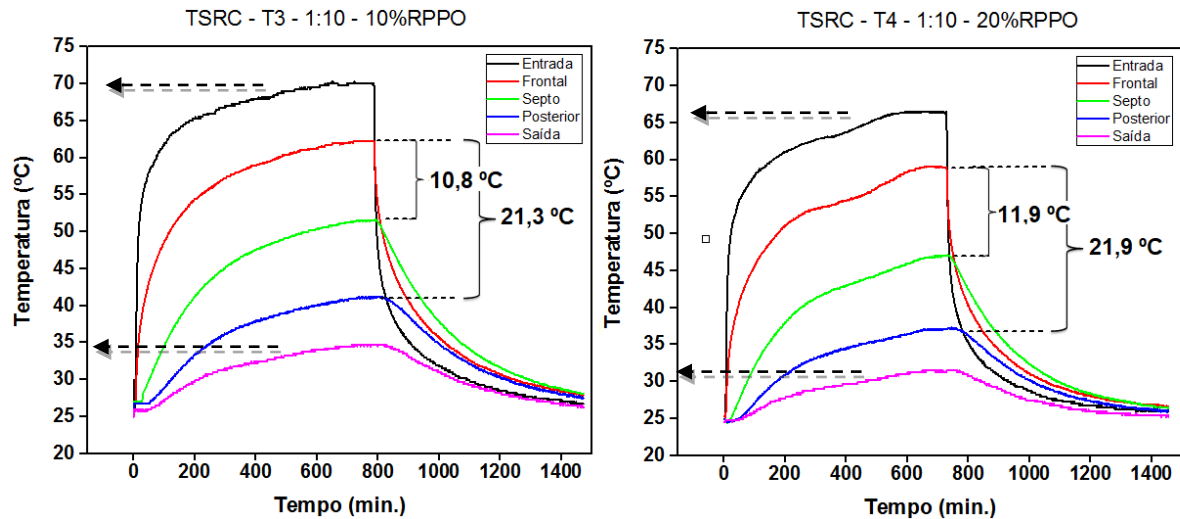 TSRC - T3 - 1:10 - 10%RPPO
75
70
65
60
55
50
45
40
35
30
25
20
Temperatura (ºC)
Entrada
Frontal
Septo
Posterior
Saída
10,8 ºC
21,3 ºC
0
200
400
600
800
1000
1200
1400
Tempo (min.)
TSRC - T4 - 1:10 - 20%RPPO
75
70
65
60
55
50
45
40
35
30
25
20
Temperatura (ºC)
Entrada
Frontal
Septo
Posterior
Saída
11,9 ºC
21,9 ºC
0
200
400
600
800
1000
1200
1400
Tempo (min.)